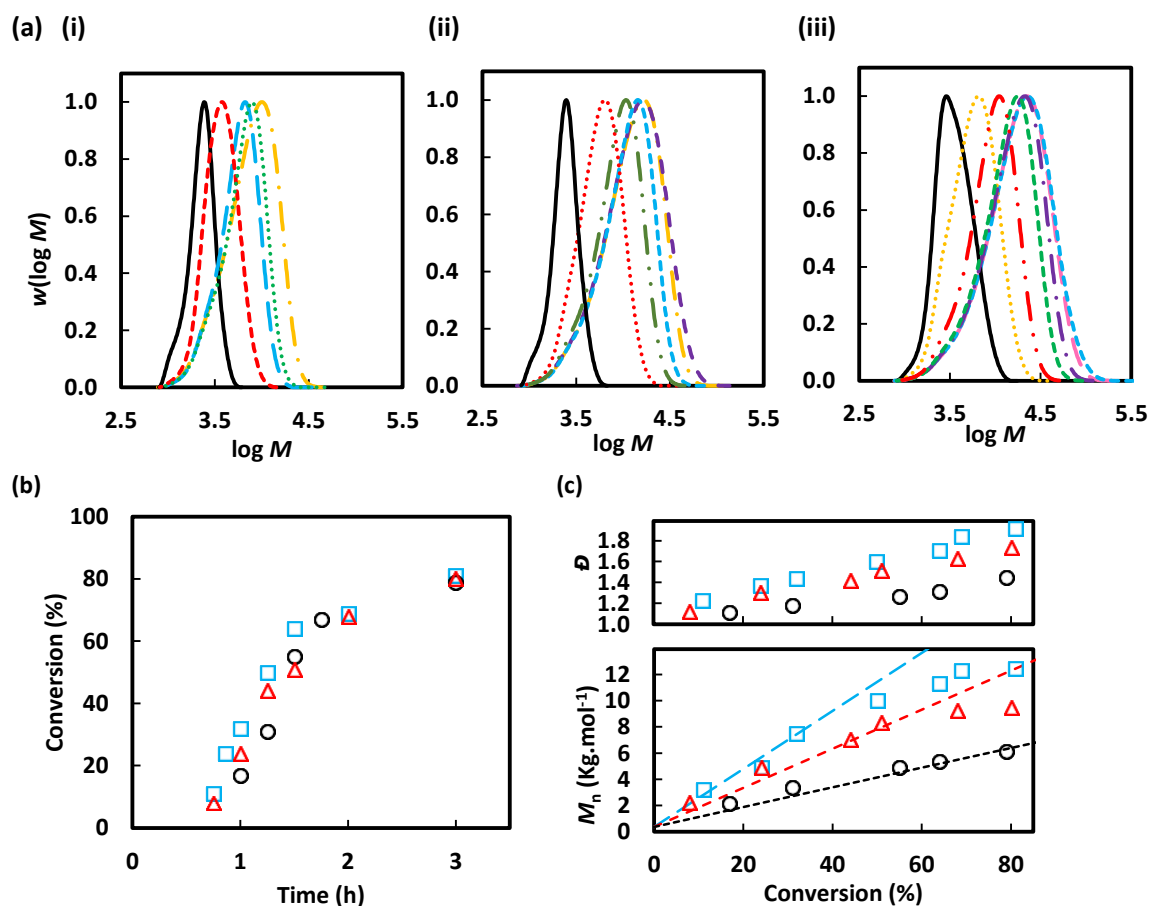 (a) (i) (ii) (iii)
1.0 1.0 1.0
0.8 0.8 0.8
0.6 0.6 0.6
0.4 0.4 0.4
0.2 0.2 0.2
0.0 0.0 0.0
w(log M)
2.5 3.5 4.5 5.5 2.5 3.5 4.5 5.5 2.5 3.5 4.5 5.5
log M log M log M
(b)
100
80
60
40
20
0
Conversion (%)
0 1 2 3
Time (h)
(c)
1.8
1.6
1.4
1.2
1.0
Đ
12
10
8
6
4
2
0
Mn (Kg.mol-1)
0 20 40 60 80
Conversion (%)